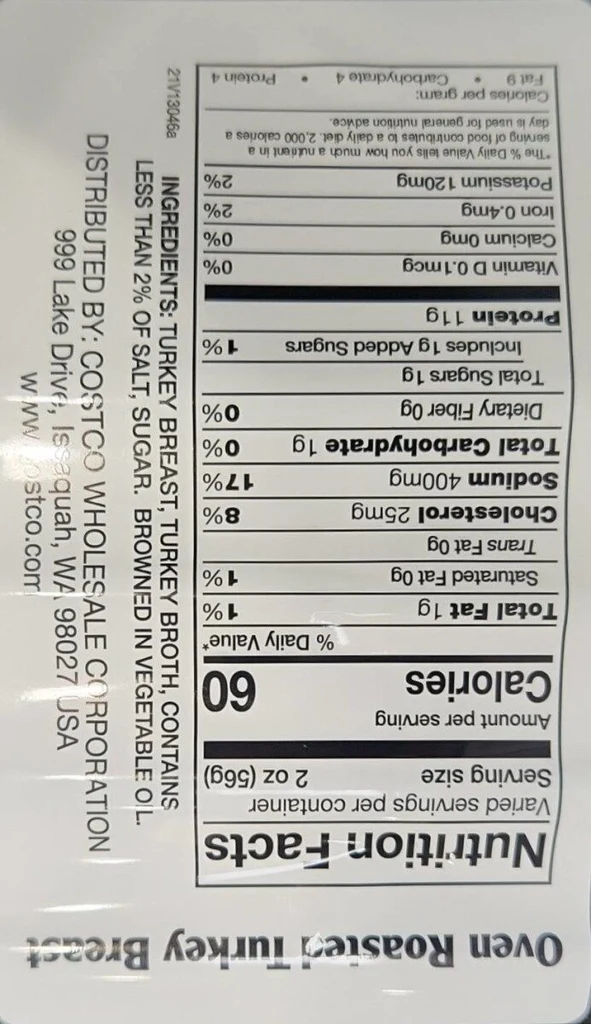 Oven Roasted Turkey Breast
Nutrition Facts
Varied servings per container
Serving size 2 oz (56g)
Amount per serving
Calories 60
% Daily Value*
Total Fat 1g 1%
Saturated Fat 0g 1%
Trans Fat 0g
Cholesterol 25mg 8%
Sodium 400mg 17%
Total Carbohydrate 1g 0%
Dietary Fiber 0g 0%
Total Sugars 1g
Includes 1g Added Sugars 1%
Protein 11g
Vitamin D 0.1mcg 0%
Calcium 0mg 0%
Iron 0.4mg 2%
Potassium 120mg 2%
*The % Daily Value tells you how much a nutrient in a
serving of food contributes to a daily diet. 2,000 calories a
day is used for general nutrition advice.
Calories per gram:
Fat 9 • Carbohydrate 4 • Protein 4
21V13046a
INGREDIENTS: TURKEY BREAST, TURKEY BROTH, CONTAINS
LESS THAN 2% OF SALT, SUGAR. BROWNED IN VEGETABLE OIL.
DISTRIBUTED BY: COSTCO WHOLESALE CORPORATION
999 Lake Drive, Issaquah, WA 98027 USA
www.costco.com